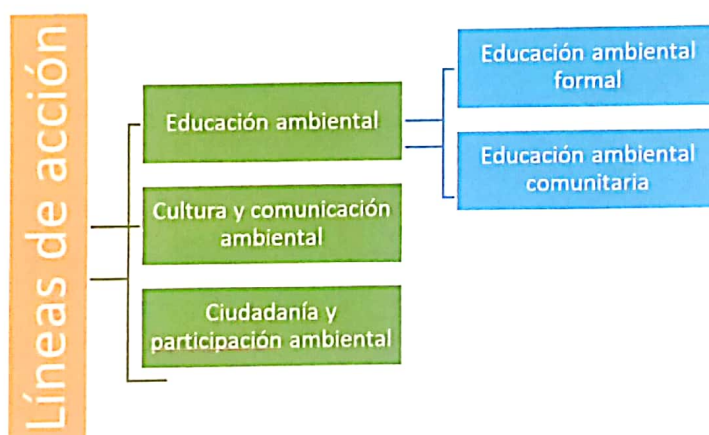 Líneas de acción
Educación ambiental
Cultura y comunicación
ambiental
Ciudadanía y
participación ambiental
Educación ambiental
formal
Educación ambiental
comunitaria